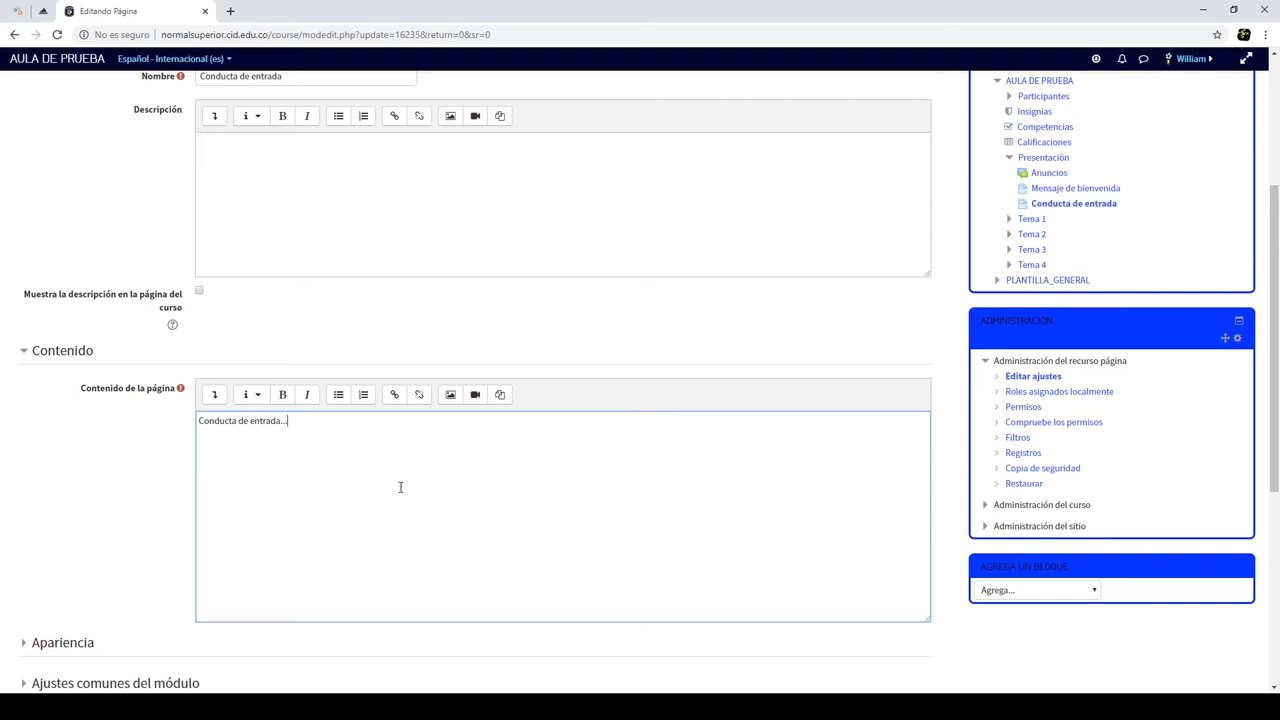 Editando Página
No es seguro
normalsuperior.cid.edu.co/course/modedit.php?update=16235&return=0&sr=0
AULA DE PRUEBA
Español - Internacional (es)
William
Nombre
Conducta de entrada
Descripción
Muestra la descripción en la página del
curso
Contenido
Contenido de la página
Conducta de entrada...
Apariencia
Ajustes comunes del módulo
AULA DE PRUEBA
Participantes
Insignias
Competencias
Calificaciones
Presentación
Anuncios
Mensaje de bienvenida
Conducta de entrada
Tema 1
Tema 2
Tema 3
Tema 4
PLANTILLA_GENERAL
ADMINISTRACIÓN
Administración del recurso página
Editar ajustes
Roles asignados localmente
Permisos
Compruebe los permisos
Filtros
Registros
Copia de seguridad
Restaurar
Administración del curso
Administración del sitio
AGREGA UN BLOQUE
Agrega...